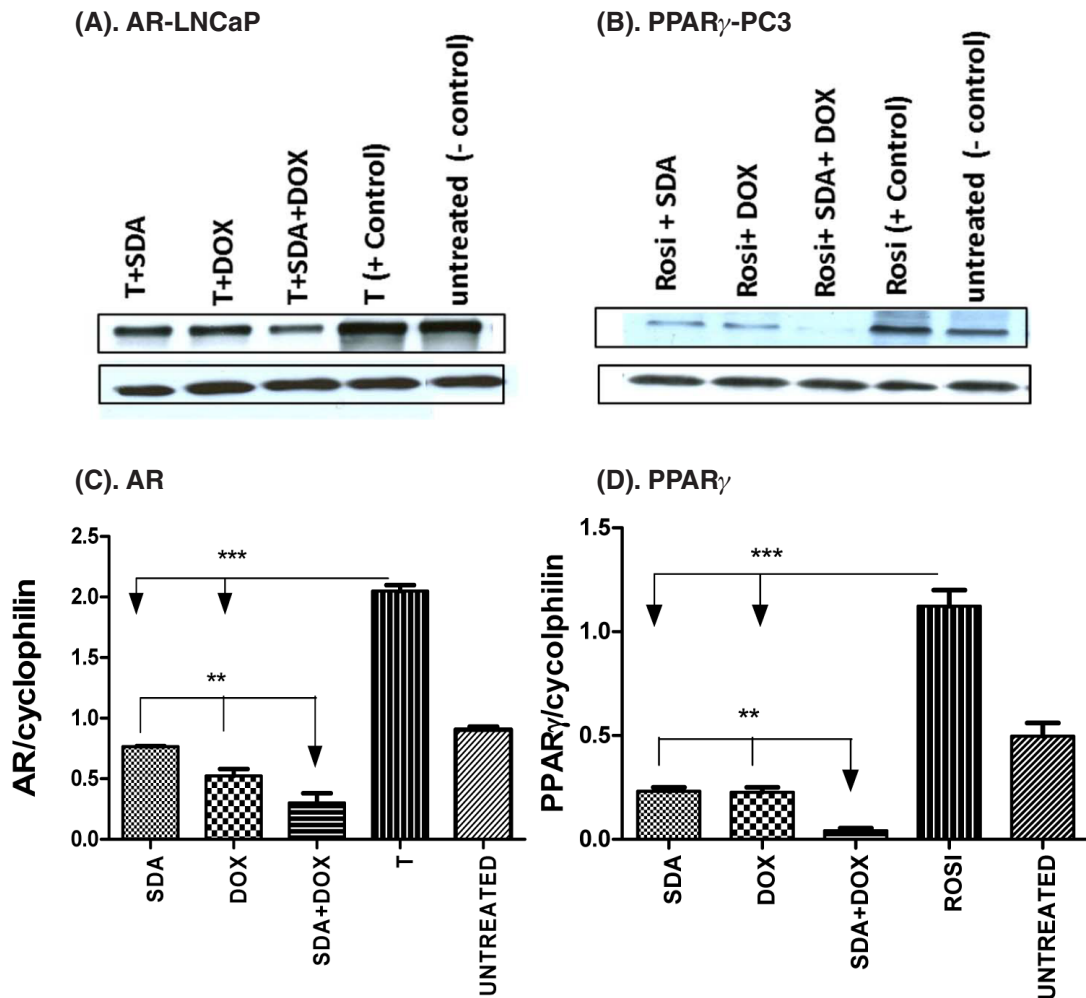 (A). AR-LNCaP
T+SDA
T+DOX
T+SDA+DOX
T (+ Control)
untreated (- control)
(B). PPARγ-PC3
Rosi + SDA
Rosi+ DOX
Rosi+ SDA+ DOX
Rosi (+ Control)
untreated (- control)
(C). AR
AR/cyclophilin
2.5
2.0
1.5
1.0
0.5
0.0
***
**
SDA
DOX
SDA+DOX
T
UNTREATED
(D). PPARγ
PPARγ/cycolphilin
1.5
1.0
0.5
0.0
***
**
SDA
DOX
SDA+DOX
ROSI
UNTREATED